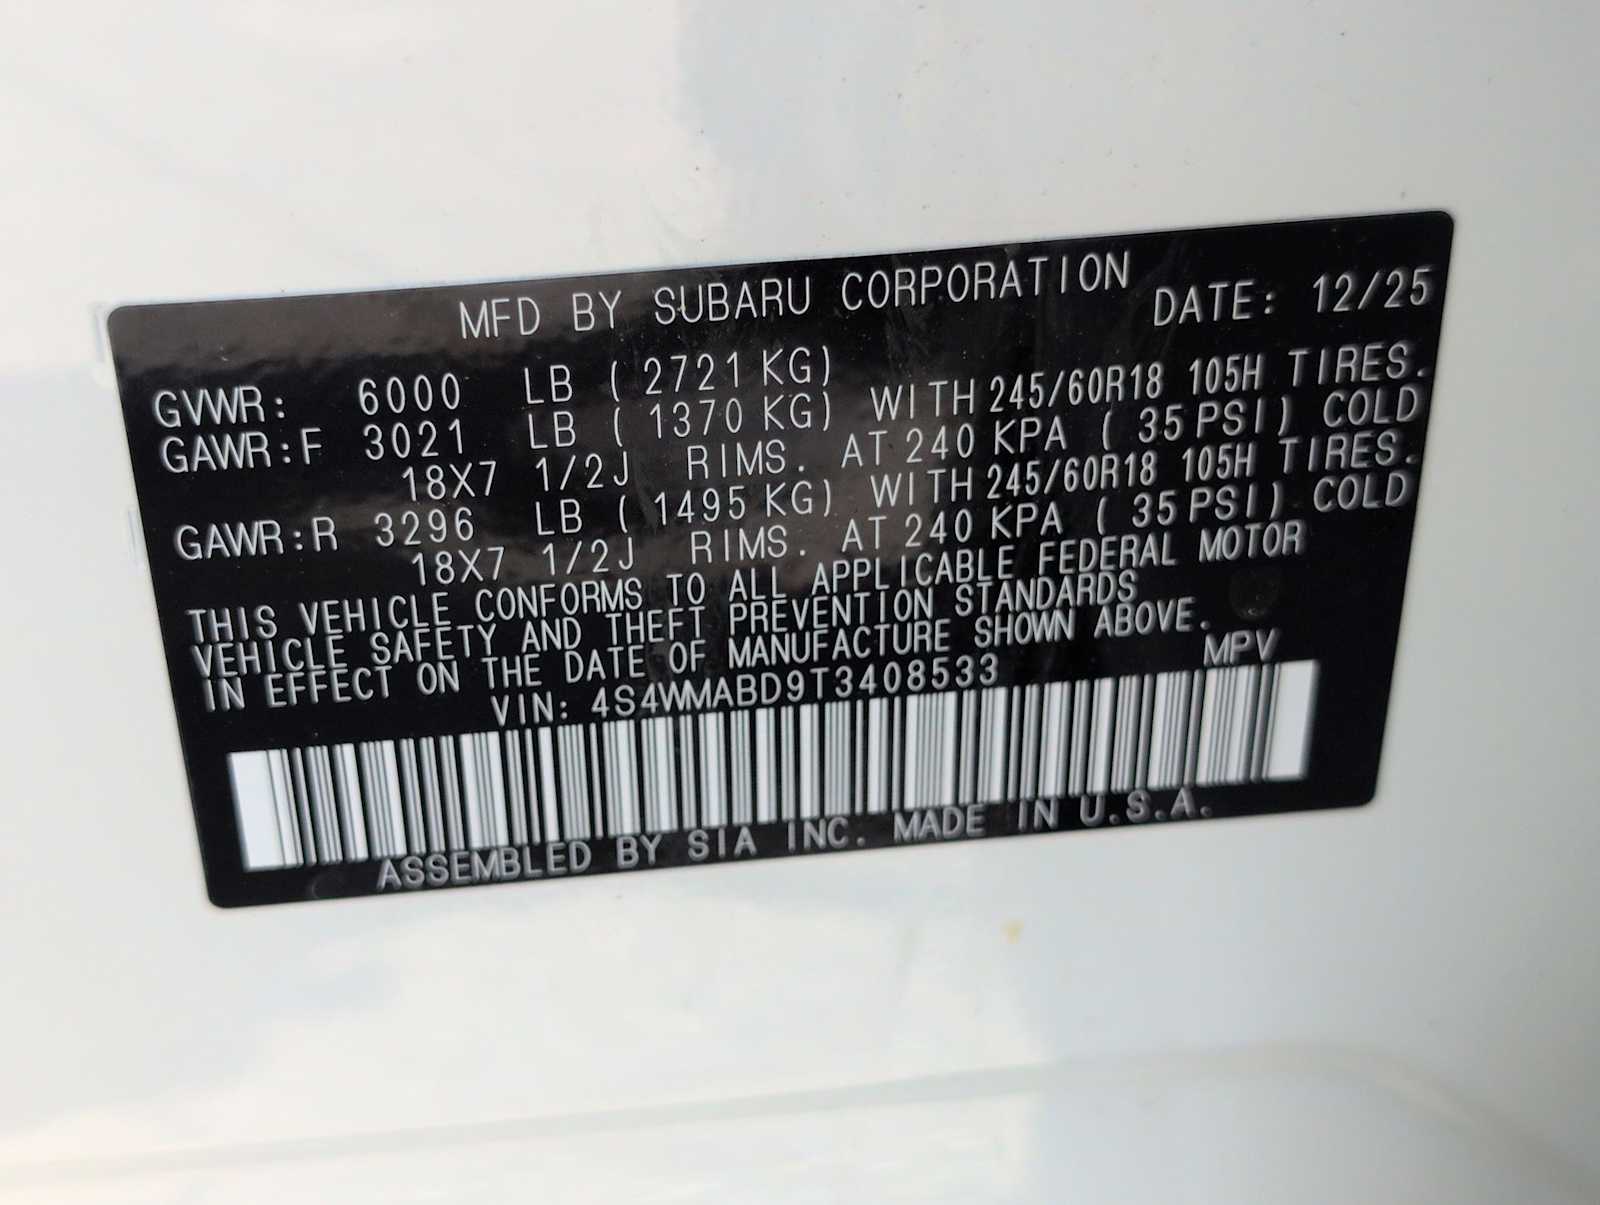 MFD BY SUBARU CORPORATION DATE: 12/25
GVWR: 6000 LB ( 2721 KG)
GAWR:F 3021 LB ( 1370 KG) WITH 245/60R18 105H TIRES.
18X7 1/2J RIMS. AT 240 KPA ( 35 PSI) COLD
GAWR:R 3296 LB ( 1495 KG) WITH 245/60R18 105H TIRES.
18X7 1/2J RIMS. AT 240 KPA ( 35 PSI) COLD
THIS VEHICLE CONFORMS TO ALL APPLICABLE FEDERAL MOTOR
VEHICLE SAFETY AND THEFT PREVENTION STANDARDS
IN EFFECT ON THE DATE OF MANUFACTURE SHOWN ABOVE.
VIN: 4S4WMABD9T3408533 MPV
ASSEMBLED BY SIA INC. MADE IN U.S.A.